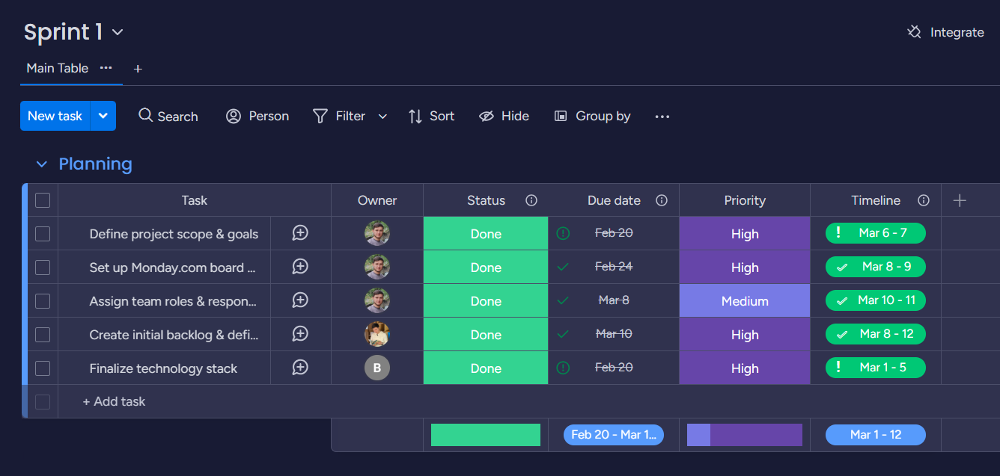 Sprint 1
Integrate
Main Table
New task Search Person Filter Sort Hide Group by
Planning
Task Owner Status Due date Priority Timeline
Define project scope & goals Done Feb 20 High Mar 6 - 7
Set up Monday.com board ... Done Feb 24 High Mar 8 - 9
Assign team roles & respon... Done Mar 8 Medium Mar 10 - 11
Create initial backlog & defi... Done Mar 10 High Mar 8 - 12
Finalize technology stack B Done Feb 20 High Mar 1 - 5
+ Add task
Feb 20 - Mar 1... Mar 1 - 12